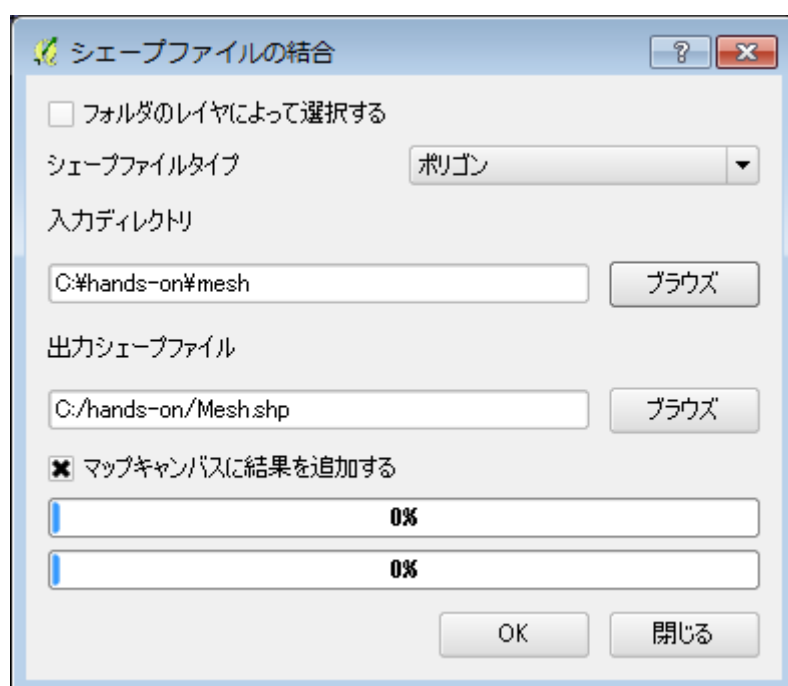 シェープファイルの結合
フォルダのレイヤによって選択する
シェープファイルタイプ ポリゴン
入力ディレクトリ
C:¥hands-on¥mesh ブラウズ
出力シェープファイル
C:/hands-on/Mesh.shp ブラウズ
マップキャンバスに結果を追加する
0%
0%
OK 閉じる